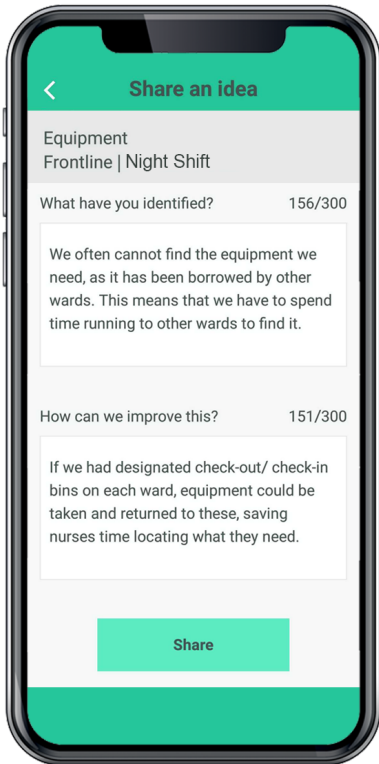 Share an idea
Equipment
Frontline | Night Shift
What have you identified? 156/300
We often cannot find the equipment we
need, as it has been borrowed by other
wards. This means that we have to spend
time running to other wards to find it.
How can we improve this? 151/300
If we had designated check-out/ check-in
bins on each ward, equipment could be
taken and returned to these, saving
nurses time locating what they need.
Share